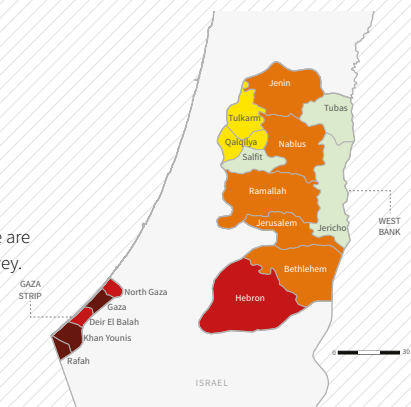 Jenin
Tubas
Tulkarm
Qalqilya
Nablus
Salfit
Ramallah
Jerusalem
Jericho
WEST
BANK
e are
ey.
Bethlehem
GAZA
STRIP
North Gaza
Hebron
Gaza
Deir El Balah
Khan Younis
Rafah
0
30
ISRAEL